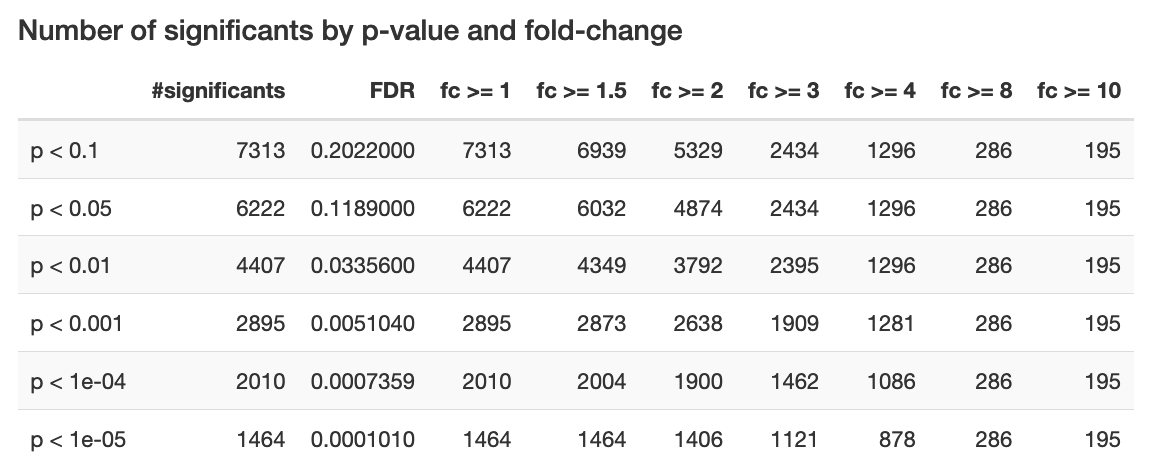 Number of significants by p-value and fold-change
#significants FDR fc >= 1 fc >= 1.5 fc >= 2 fc >= 3 fc >= 4 fc >= 8 fc >= 10
p < 0.1 7313 0.2022000 7313 6939 5329 2434 1296 286 195
p < 0.05 6222 0.1189000 6222 6032 4874 2434 1296 286 195
p < 0.01 4407 0.0335600 4407 4349 3792 2395 1296 286 195
p < 0.001 2895 0.0051040 2895 2873 2638 1909 1281 286 195
p < 1e-04 2010 0.0007359 2010 2004 1900 1462 1086 286 195
p < 1e-05 1464 0.0001010 1464 1464 1406 1121 878 286 195